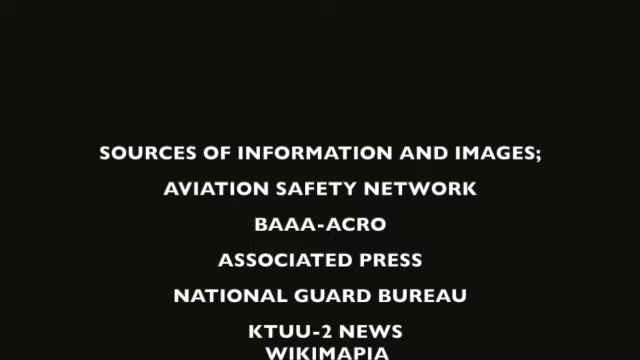 SOURCES OF INFORMATION AND IMAGES;
AVIATION SAFETY NETWORK
BAAA-ACRO
ASSOCIATED PRESS
NATIONAL GUARD BUREAU
KTUU-2 NEWS
WIKIMAPIA